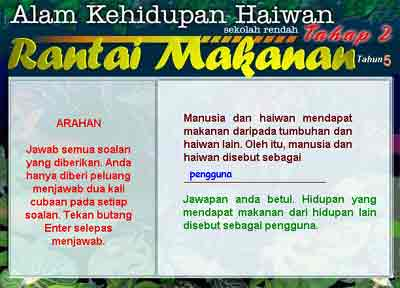 Alam Kehidupan Haiwan
sekolah rendah
Tahap 2
Rantai Makanan
Tahun 5
ARAHAN
Jawab semua soalan
yang diberikan. Anda
hanya diberi peluang
menjawab dua kali
cubaan pada setiap
soalan. Tekan butang
Enter selepas
menjawab.
Manusia dan haiwan mendapat
makanan daripada tumbuhan dan
haiwan lain. Oleh itu, manusia dan
haiwan disebut sebagai
pengguna
Jawapan anda betul. Hidupan yang
mendapat makanan dari hidupan lain
disebut sebagai pengguna.